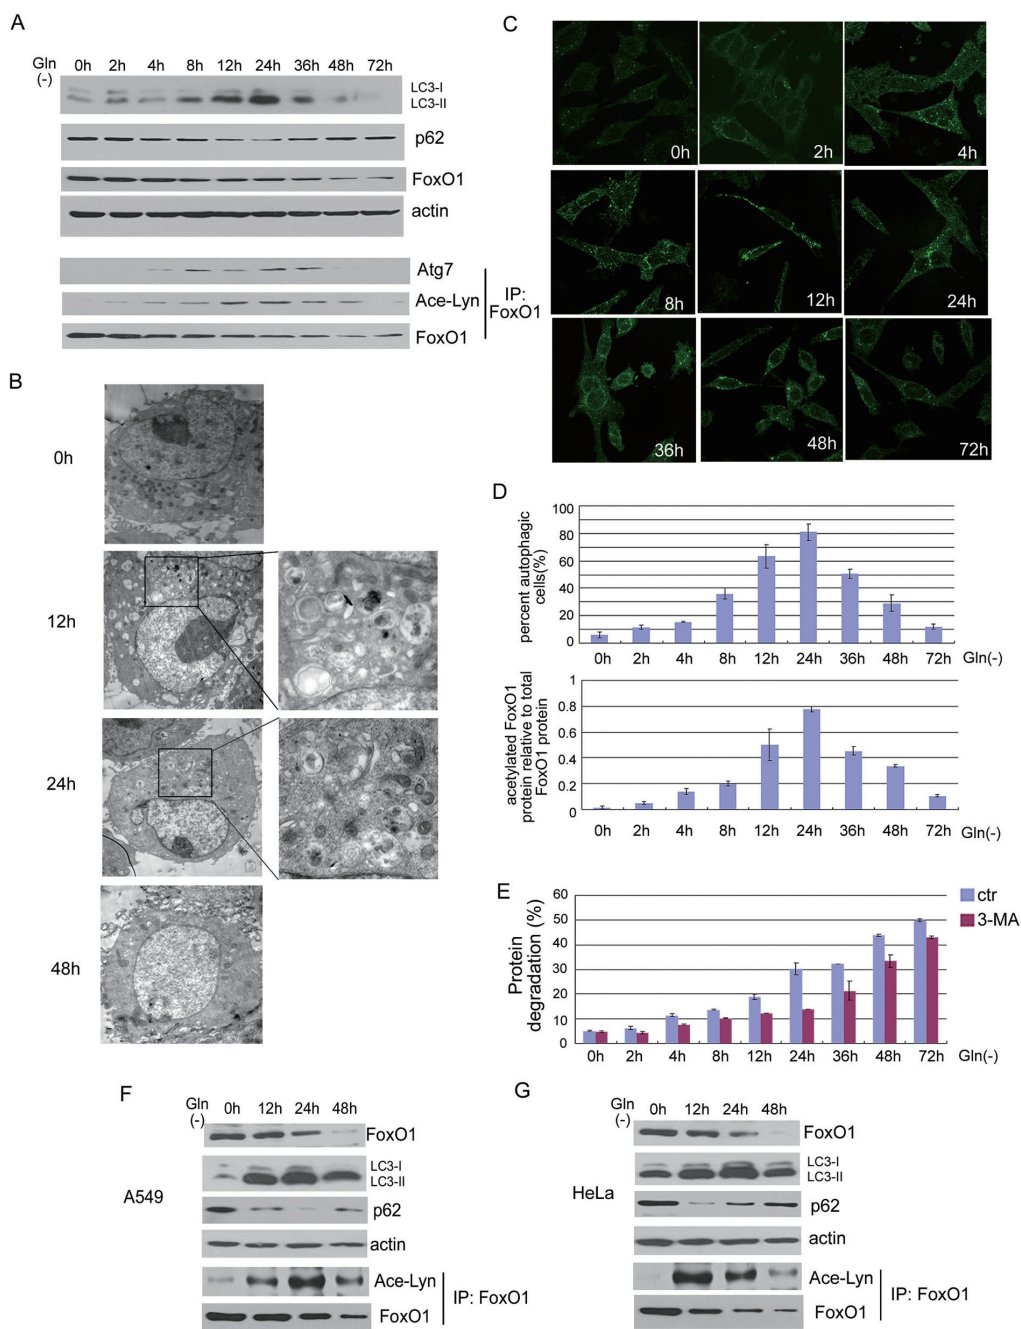 A
Gln (-) 0h 2h 4h 8h 12h 24h 36h 48h 72h
LC3-I
LC3-II
p62
FoxO1
actin
Atg7
Ace-Lyn
FoxO1
IP: FoxO1
B
0h
12h
24h
48h
C
0h 2h 4h
8h 12h 24h
36h 48h 72h
D
percent autophagic cells(%)
100
80
60
40
20
0
0h 2h 4h 8h 12h 24h 36h 48h 72h Gln(-)
acetylated FoxO1 protein relative to total FoxO1 protein
1
0.8
0.6
0.4
0.2
0
0h 2h 4h 8h 12h 24h 36h 48h 72h Gln(-)
E
Protein degradation (%)
60
50
40
30
20
10
0
0h 2h 4h 8h 12h 24h 36h 48h 72h Gln(-)
ctr
3-MA
F
A549
Gln (-) 0h 12h 24h 48h
FoxO1
LC3-I
LC3-II
p62
actin
Ace-Lyn
FoxO1
IP: FoxO1
G
HeLa
Gln (-) 0h 12h 24h 48h
FoxO1
LC3-I
LC3-II
p62
actin
Ace-Lyn
FoxO1
IP: FoxO1